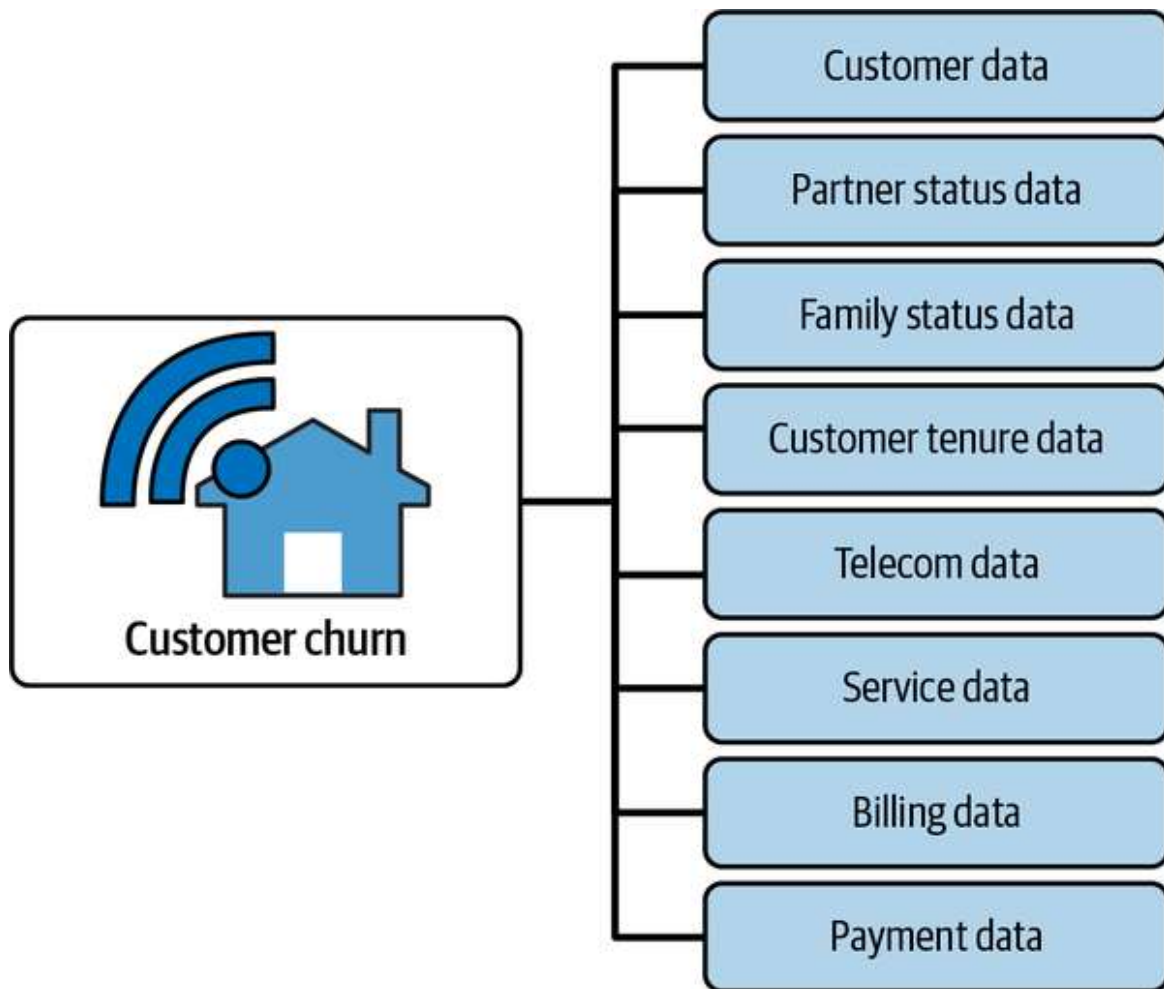 Customer data
Partner status data
Family status data
Customer tenure data
Telecom data
Service data
Billing data
Payment data
Customer churn